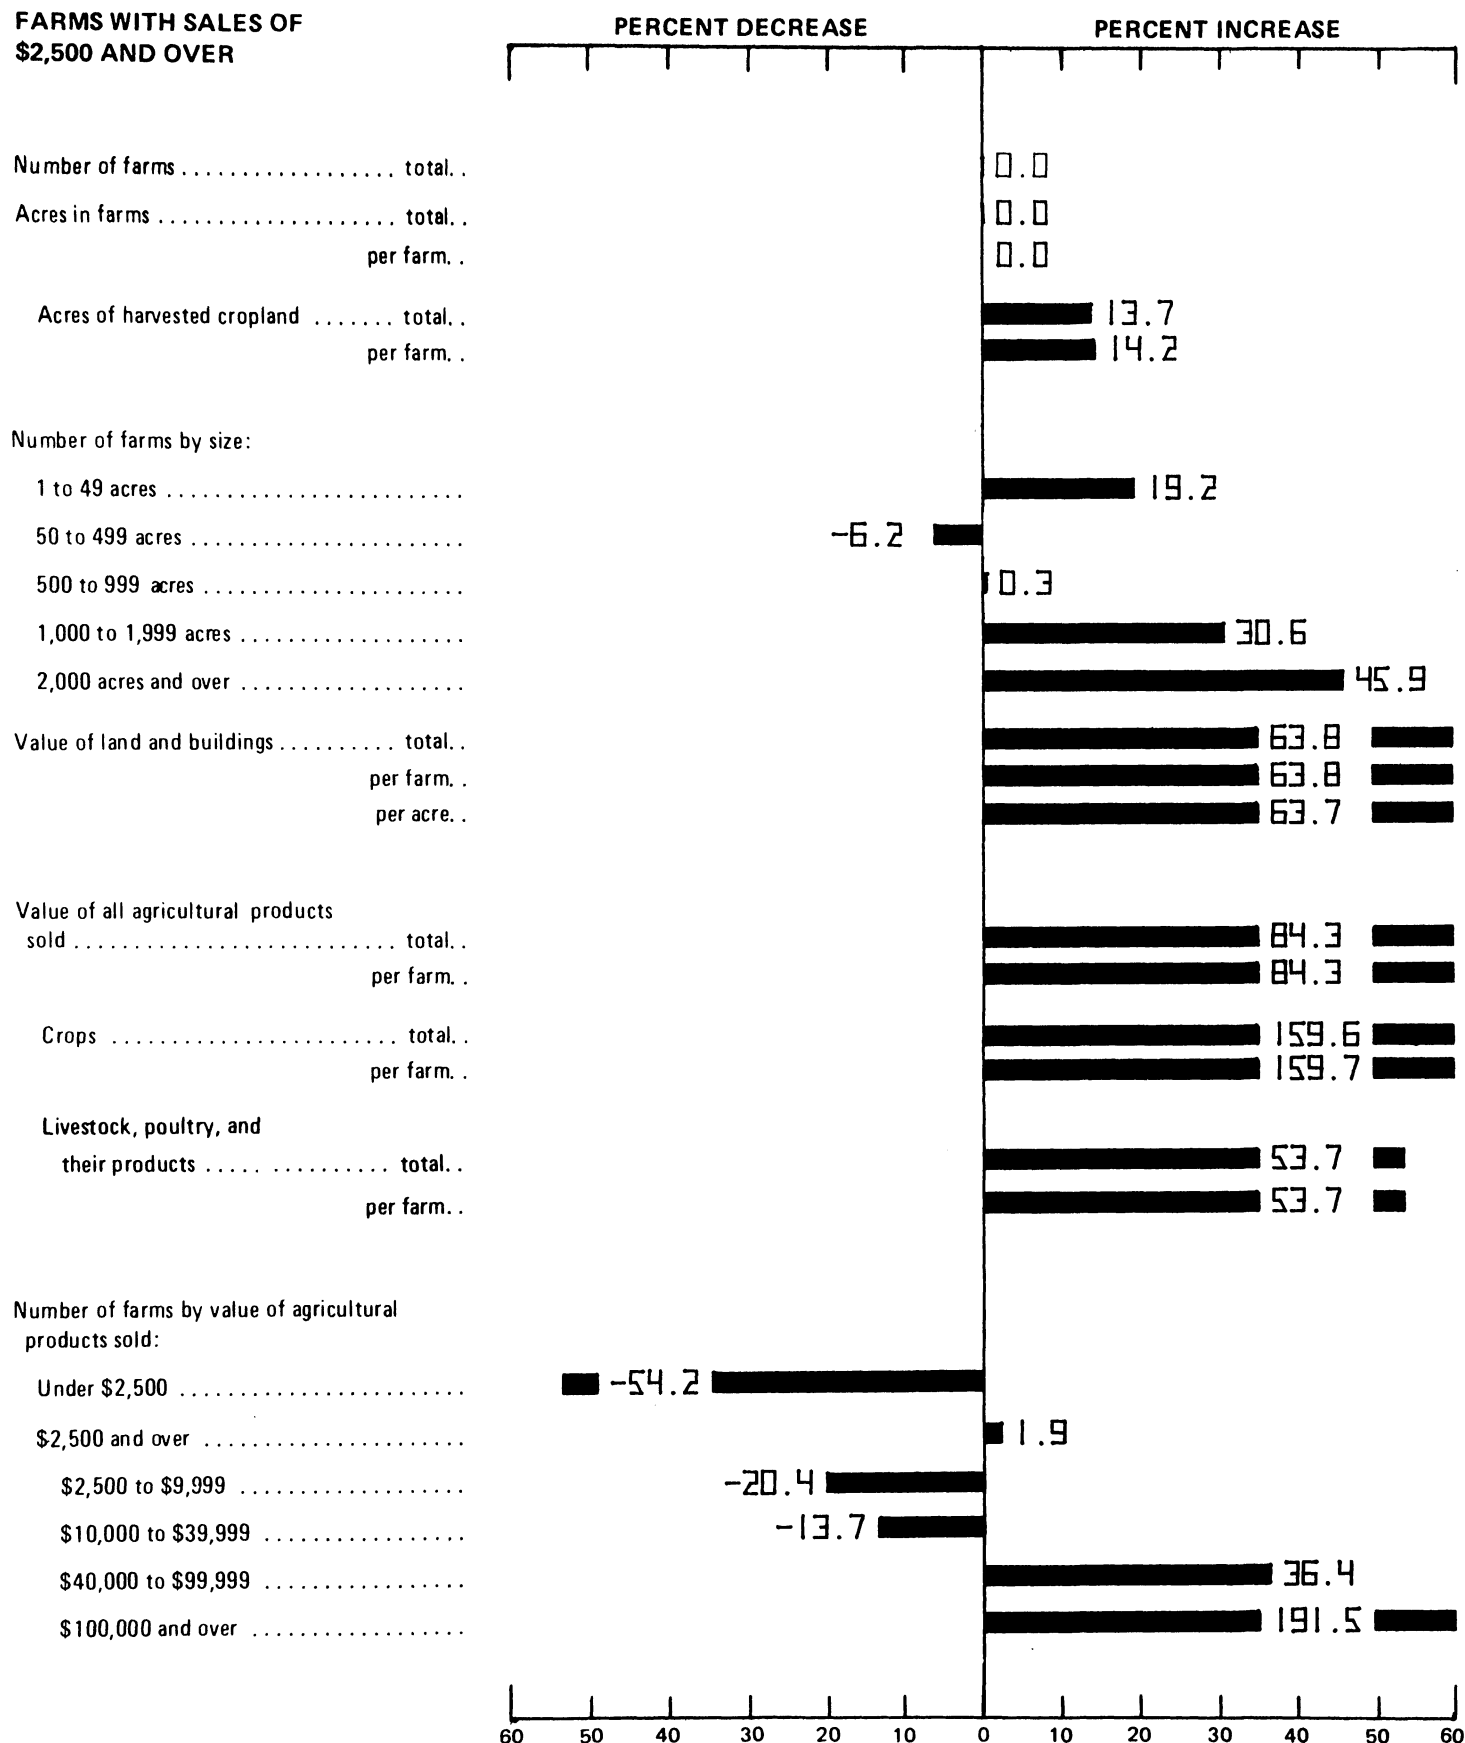 FARMS WITH SALES OF
$2,500 AND OVER
PERCENT DECREASE PERCENT INCREASE
Number of farms .................. total. . 0.0
Acres in farms .................... total. . 0.0
per farm. . 0.0
Acres of harvested cropland ....... total. . 13.7
per farm. . 14.2
Number of farms by size:
1 to 49 acres ......................... 19.2
50 to 499 acres ....................... -6.2
500 to 999 acres ...................... 0.3
1,000 to 1,999 acres ................... 30.6
2,000 acres and over ................... 45.9
Value of land and buildings .......... total. . 63.8
per farm. . 63.8
per acre. . 63.7
Value of all agricultural products
sold ........................... total. . 84.3
per farm. . 84.3
Crops ........................ total. . 159.6
per farm. . 159.7
Livestock, poultry, and
their products ..... .......... total. . 53.7
per farm. . 53.7
Number of farms by value of agricultural
products sold:
Under $2,500 ........................ -54.2
$2,500 and over ...................... 1.9
$2,500 to $9,999 ................... -20.4
$10,000 to $39,999 ................. -13.7
$40,000 to $99,999 ................. 36.4
$100,000 and over .................. 191.5
60 50 40 30 20 10 0 10 20 30 40 50 60